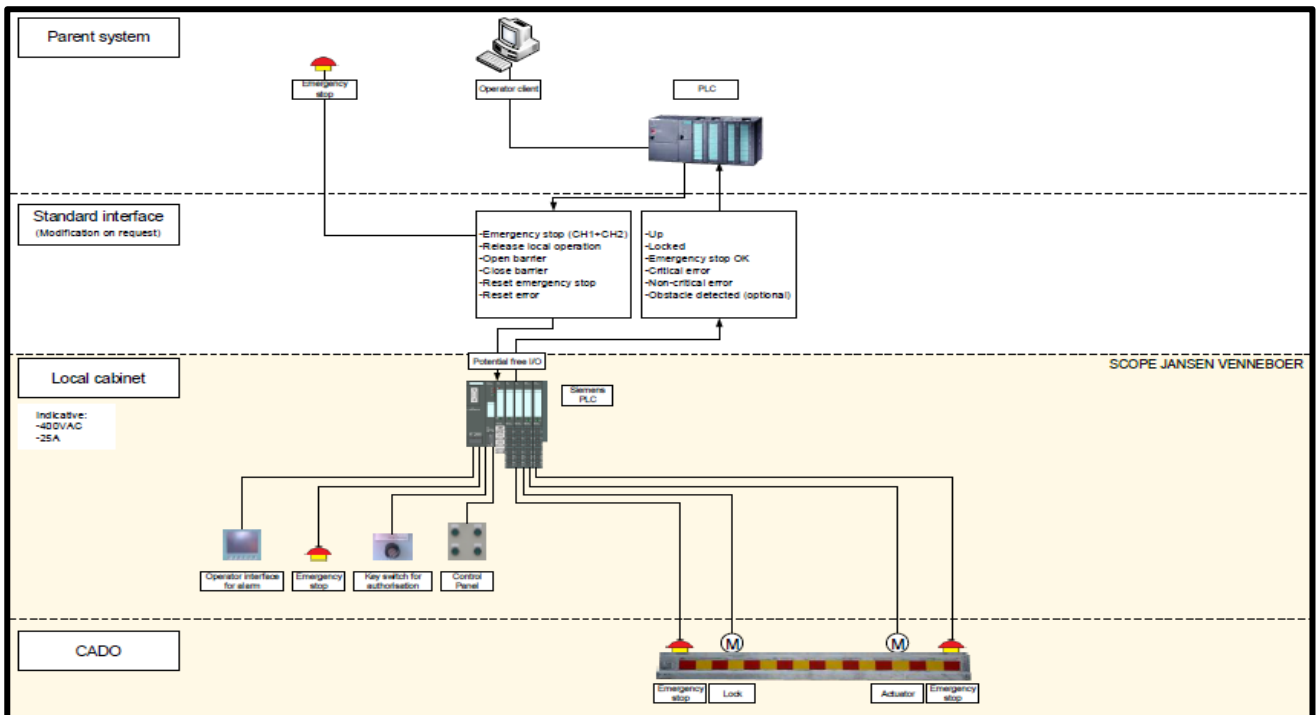 Parent system
Emergency
stop
Operator client
PLC
Standard interface
(Modification on request)
-Emergency stop (CH1+CH2)
-Release local operation
-Open barrier
-Close barrier
-Reset emergency stop
-Reset error
-Up
-Locked
-Emergency stop OK
-Critical error
-Non-critical error
-Obstacle detected (optional)
Potential free I/O
SCOPE JANSEN VENNEBOER
Local cabinet
Siemens
PLC
Indicative:
-400VAC
-25A
Operator interface
for alarm
Emergency
stop
Key switch for
authorisation
Control
Panel
CADO
M
M
Emergency
stop
Lock
Actuator
Emergency
stop